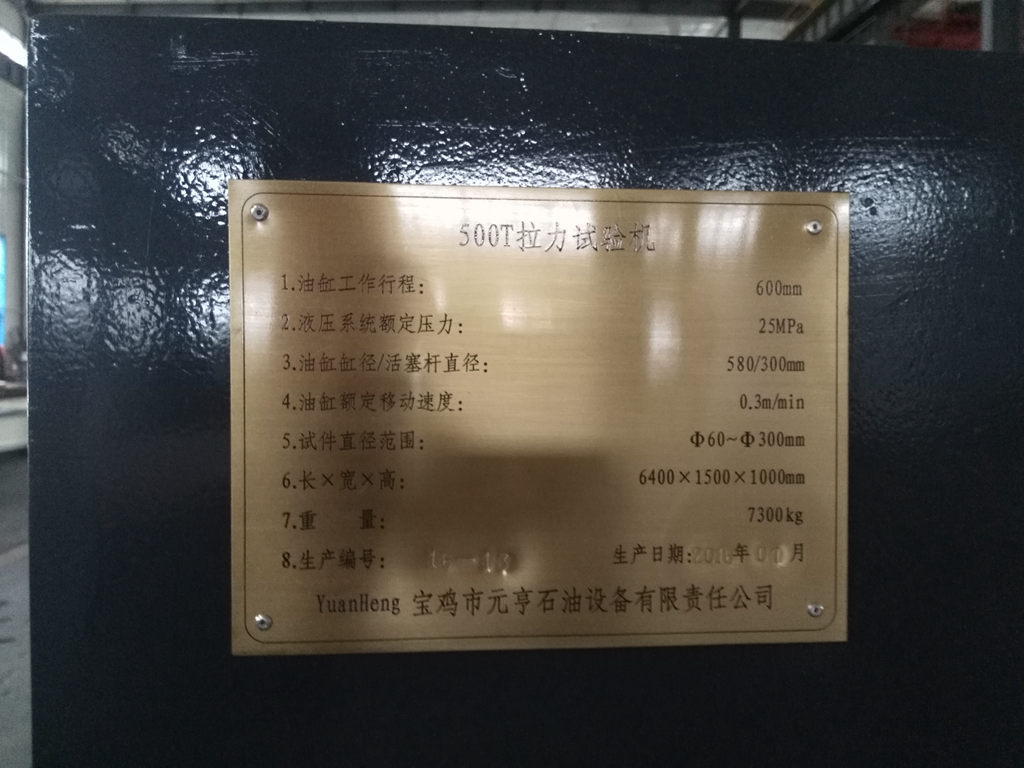 500T拉力试验机
1.油缸工作行程: 600mm
2.液压系统额定压力: 25MPa
3.油缸缸径/活塞杆直径: 580/300mm
4.油缸额定移动速度: 0.3m/min
5.试件直径范围: Φ60~Φ300mm
6.长×宽×高: 6400×1500×1000mm
7.重 量: 7300kg
8.生产编号: 生产日期: 年 月
YuanHeng 宝鸡市元亨石油设备有限责任公司